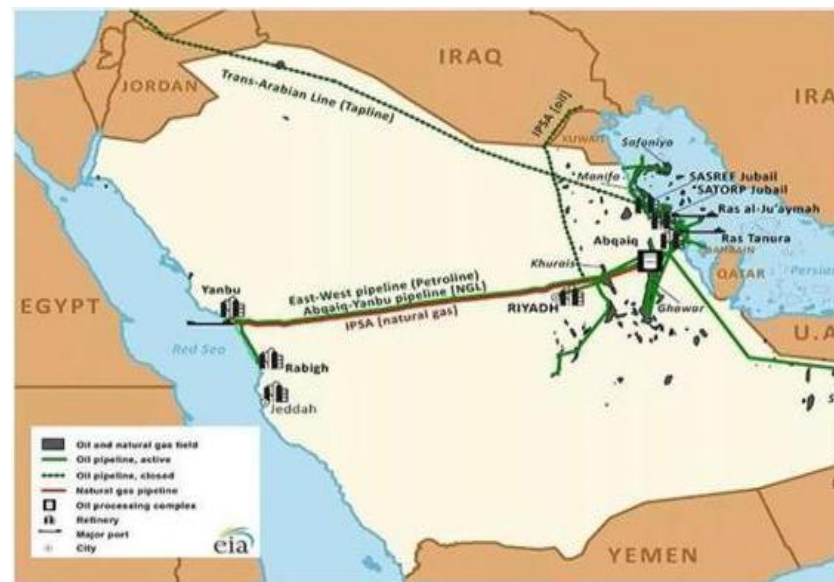 IRAQ
JORDAN
Trans-Arabian Line (Tapline)
IPSA [oil]
KUWAIT
Safaniya
Manifa
SASREF Jubail
SATORP Jubail
Ras al-Ju'aymah
Ras Tanura
Abqaiq
BAHRAIN
QATAR
Khurais
Ghawar
RIYADH
Yanbu
East-West pipeline (Petroline)
Abqaiq-Yanbu pipeline [NGL]
IPSA [natural gas]
EGYPT
Red Sea
Rabigh
Jeddah
U.A
YEMEN
Oil and natural gas field
Oil pipeline, active
Oil pipeline, closed
Natural gas pipeline
Oil processing complex
Refinery
Major port
City
eia